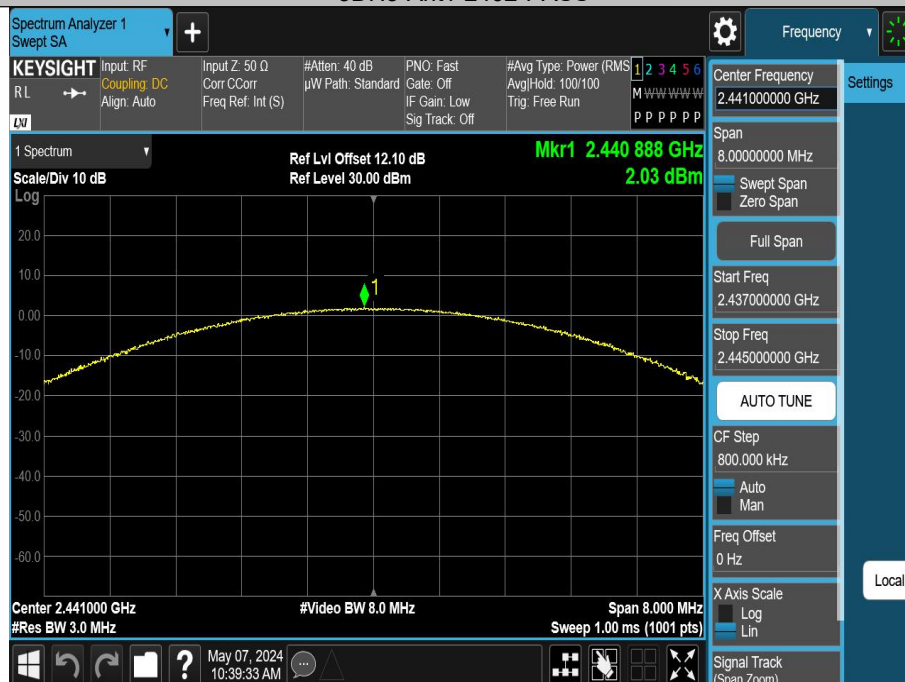 Spectrum Analyzer 1
Swept SA
Frequency
KEYSIGHT
RL
LXI
Input: RF
Coupling: DC
Align: Auto
Input Z: 50 Ω
Corr CCorr
Freq Ref: Int (S)
#Atten: 40 dB
µW Path: Standard
PNO: Fast
Gate: Off
IF Gain: Low
Sig Track: Off
#Avg Type: Power (RMS
Avg|Hold: 100/100
Trig: Free Run
1 2 3 4 5 6
M W W W W W
P P P P P P
Center Frequency
2.441000000 GHz
Settings
1 Spectrum
Scale/Div 10 dB
Log
Ref Lvl Offset 12.10 dB
Ref Level 30.00 dBm
Mkr1 2.440 888 GHz
2.03 dBm
Span
8.00000000 MHz
Swept Span
Zero Span
Full Span
Start Freq
2.437000000 GHz
Stop Freq
2.445000000 GHz
AUTO TUNE
CF Step
800.000 kHz
Auto
Man
Freq Offset
0 Hz
X Axis Scale
Log
Lin
Signal Track
(Span Zoom)
Local
20.0
10.0
1
0.00
-10.0
-20.0
-30.0
-40.0
-50.0
-60.0
Center 2.441000 GHz
#Res BW 3.0 MHz
#Video BW 8.0 MHz
Span 8.000 MHz
Sweep 1.00 ms (1001 pts)
?
May 07, 2024
10:39:33 AM